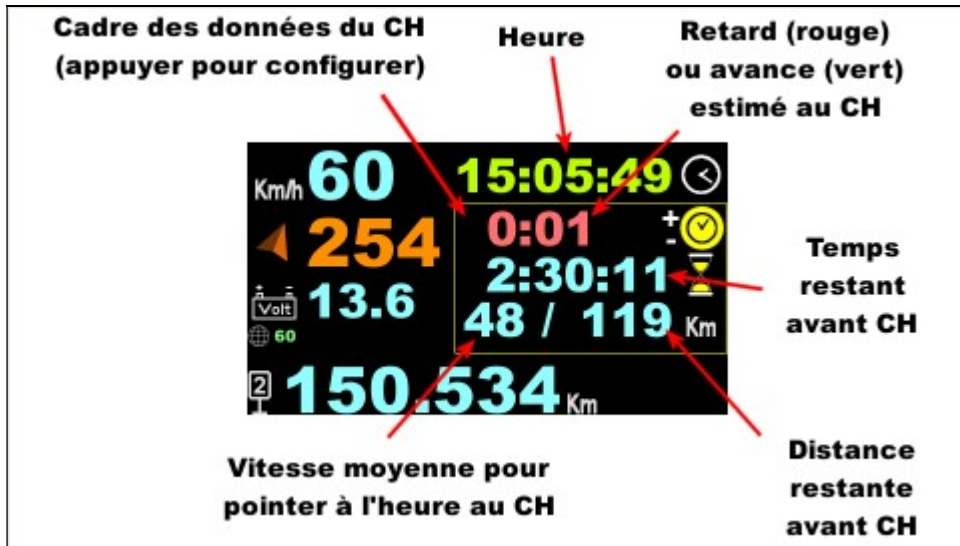 Cadre des données du CH
(appuyer pour configurer)
Heure
Retard (rouge)
ou avance (vert)
estimé au CH
Km/h 60
15:05:49
254
0:01
+
-
2:30:11
Temps
restant
avant CH
+ -
Volt 13.6
48 / 119 Km
60
2 150.534 Km
Vitesse moyenne pour
pointer à l'heure au CH
Distance
restante
avant CH